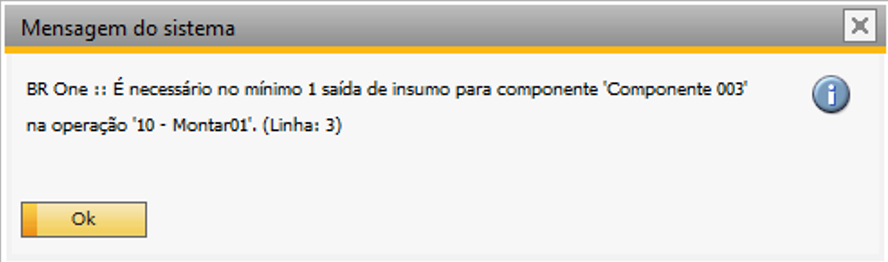 Mensagem do sistema
BR One :: É necessário no mínimo 1 saída de insumo para componente 'Componente 003'
na operação '10 - Montar01'. (Linha: 3)
Ok